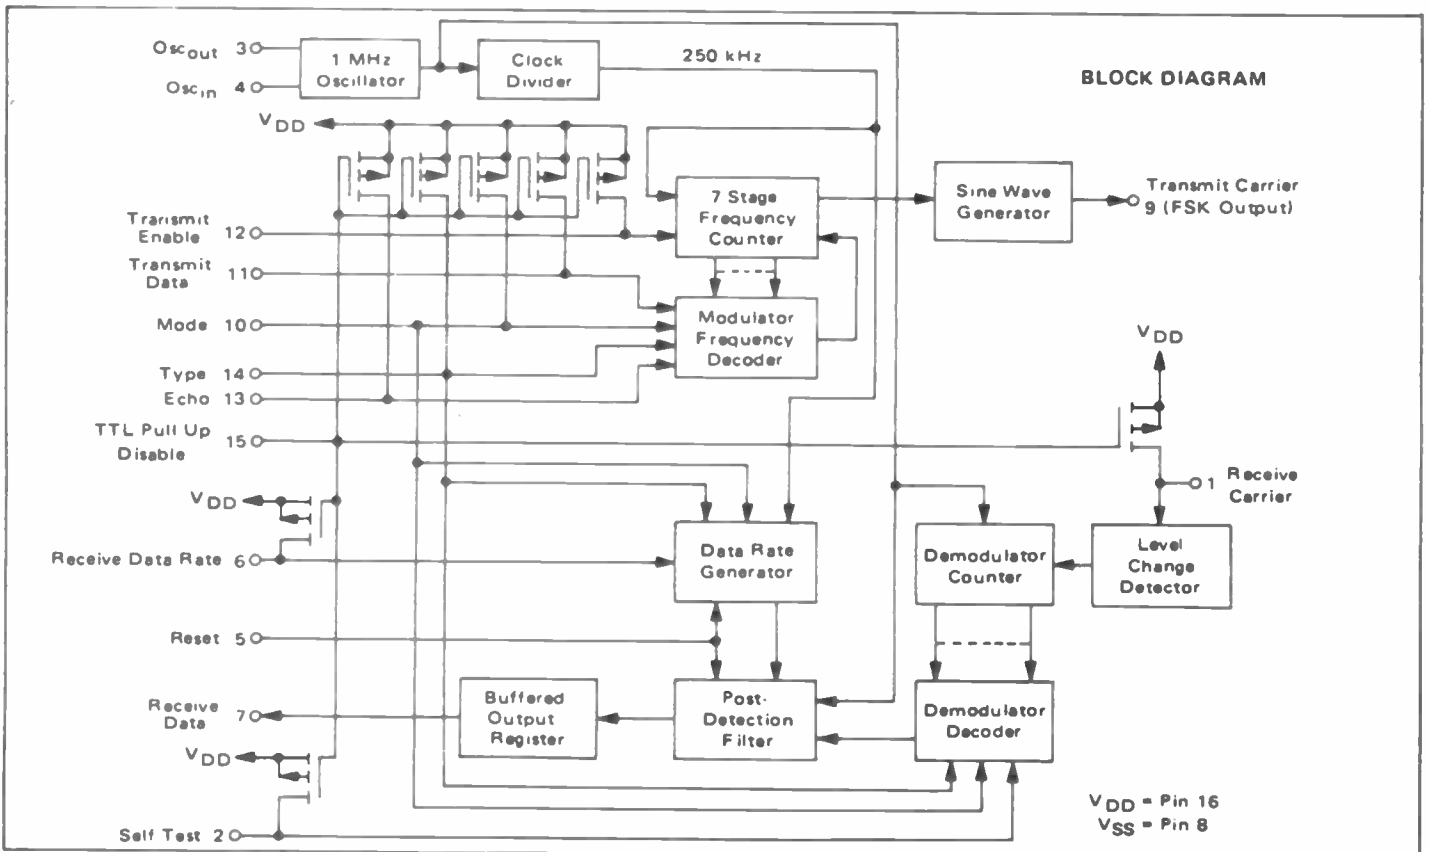 BLOCK DIAGRAM
Oscout 3
Oscin 4
1 MHz
Oscillator
Clock
Divider
250 kHz
VDD
Transmit
Enable 12
Transmit
Data 11
Mode 10
Type 14
Echo 13
TTL Pull Up
Disable 15
7 Stage
Frequency
Counter
Modulator
Frequency
Decoder
Sine Wave
Generator
Transmit Carrier
9 (FSK Output)
VDD
1 Receive
Carrier
VDD
Receive Data Rate 6
Data Rate
Generator
Demodulator
Counter
Level
Change
Detector
Reset 5
Receive
Data 7
Buffered
Output
Register
Post-
Detection
Filter
Demodulator
Decoder
VDD
Self Test 2
VDD = Pin 16
VSS = Pin 8